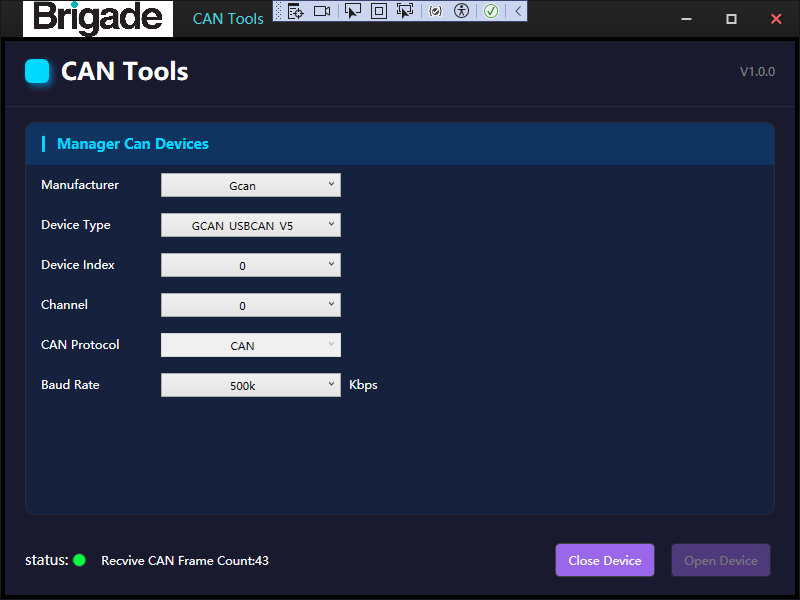 Brigade
CAN Tools
CAN Tools
V1.0.0
Manager Can Devices
Manufacturer Gcan
Device Type GCAN USBCAN V5
Device Index 0
Channel 0
CAN Protocol CAN
Baud Rate 500k Kbps
status: Recvive CAN Frame Count:43
Close Device
Open Device